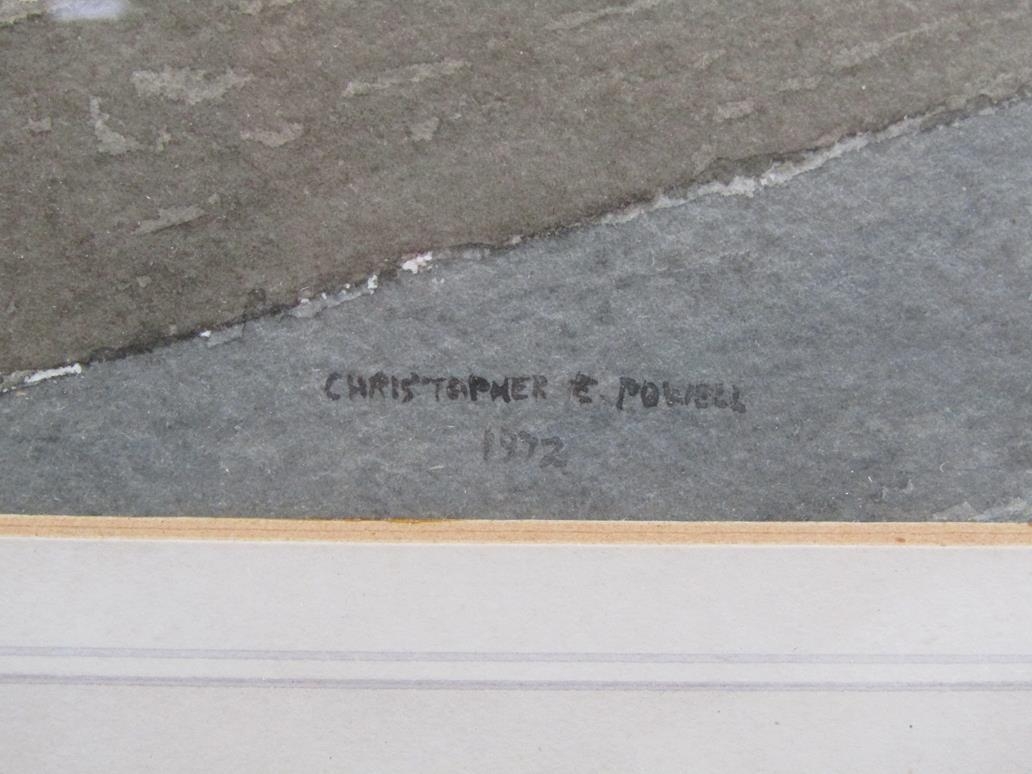 CHRISTOPHER E. POWELL
1992